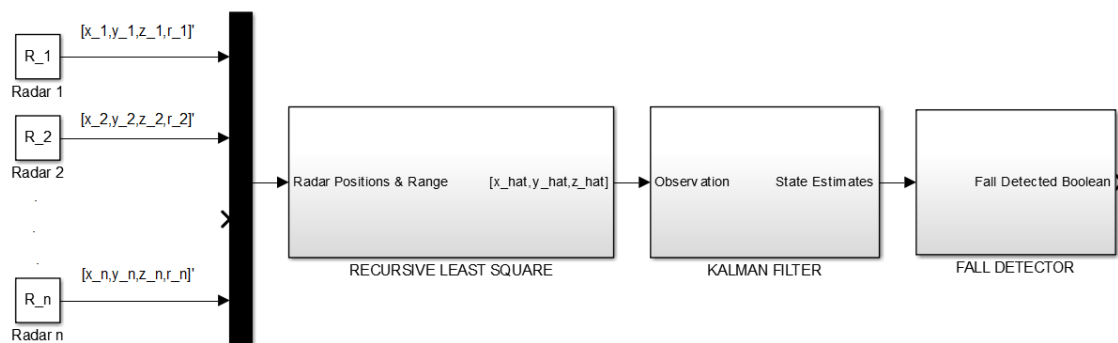 [x_1,y_1,z_1,r_1]'
R_1
Radar 1
[x_2,y_2,z_2,r_2]'
R_2
Radar 2
.
.
.
[x_n,y_n,z_n,r_n]'
R_n
Radar n
Radar Positions & Range [x_hat,y_hat,z_hat]
RECURSIVE LEAST SQUARE
Observation State Estimates
KALMAN FILTER
Fall Detected Boolean
FALL DETECTOR